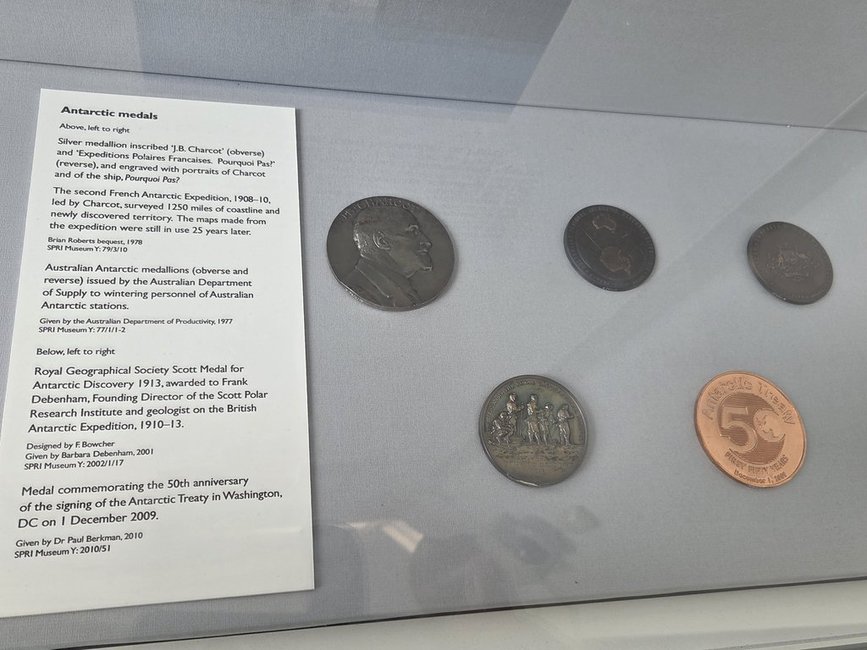 Antarctic medals
Above, left to right
Silver medallion inscribed 'J.B. Charcot' (obverse)
and 'Expeditions Polaires Francaises. Pourquoi Pas?'
(reverse), and engraved with portraits of Charcot
and of the ship, Pourquoi Pas?
The second French Antarctic Expedition, 1908–10,
led by Charcot, surveyed 1250 miles of coastline and
newly discovered territory. The maps made from
the expedition were still in use 25 years later.
Brian Roberts bequest, 1978
SPRI Museum Y: 79/3/10
Australian Antarctic medallions (obverse and
reverse) issued by the Australian Department
of Supply to wintering personnel of Australian
Antarctic stations.
Given by the Australian Department of Productivity, 1977
SPRI Museum Y: 77/1/1-2
Below, left to right
Royal Geographical Society Scott Medal for
Antarctic Discovery 1913, awarded to Frank
Debenham, Founding Director of the Scott Polar
Research Institute and geologist on the British
Antarctic Expedition, 1910–13.
Designed by F. Bowcher
Given by Barbara Debenham, 2001
SPRI Museum Y: 2002/1/17
Medal commemorating the 50th anniversary
of the signing of the Antarctic Treaty in Washington,
DC on 1 December 2009.
Given by Dr Paul Berkman, 2010
SPRI Museum Y: 2010/51
CHARCOT
Antarctic Treaty
50
FIRST FIFTY YEARS
December 1, 2009